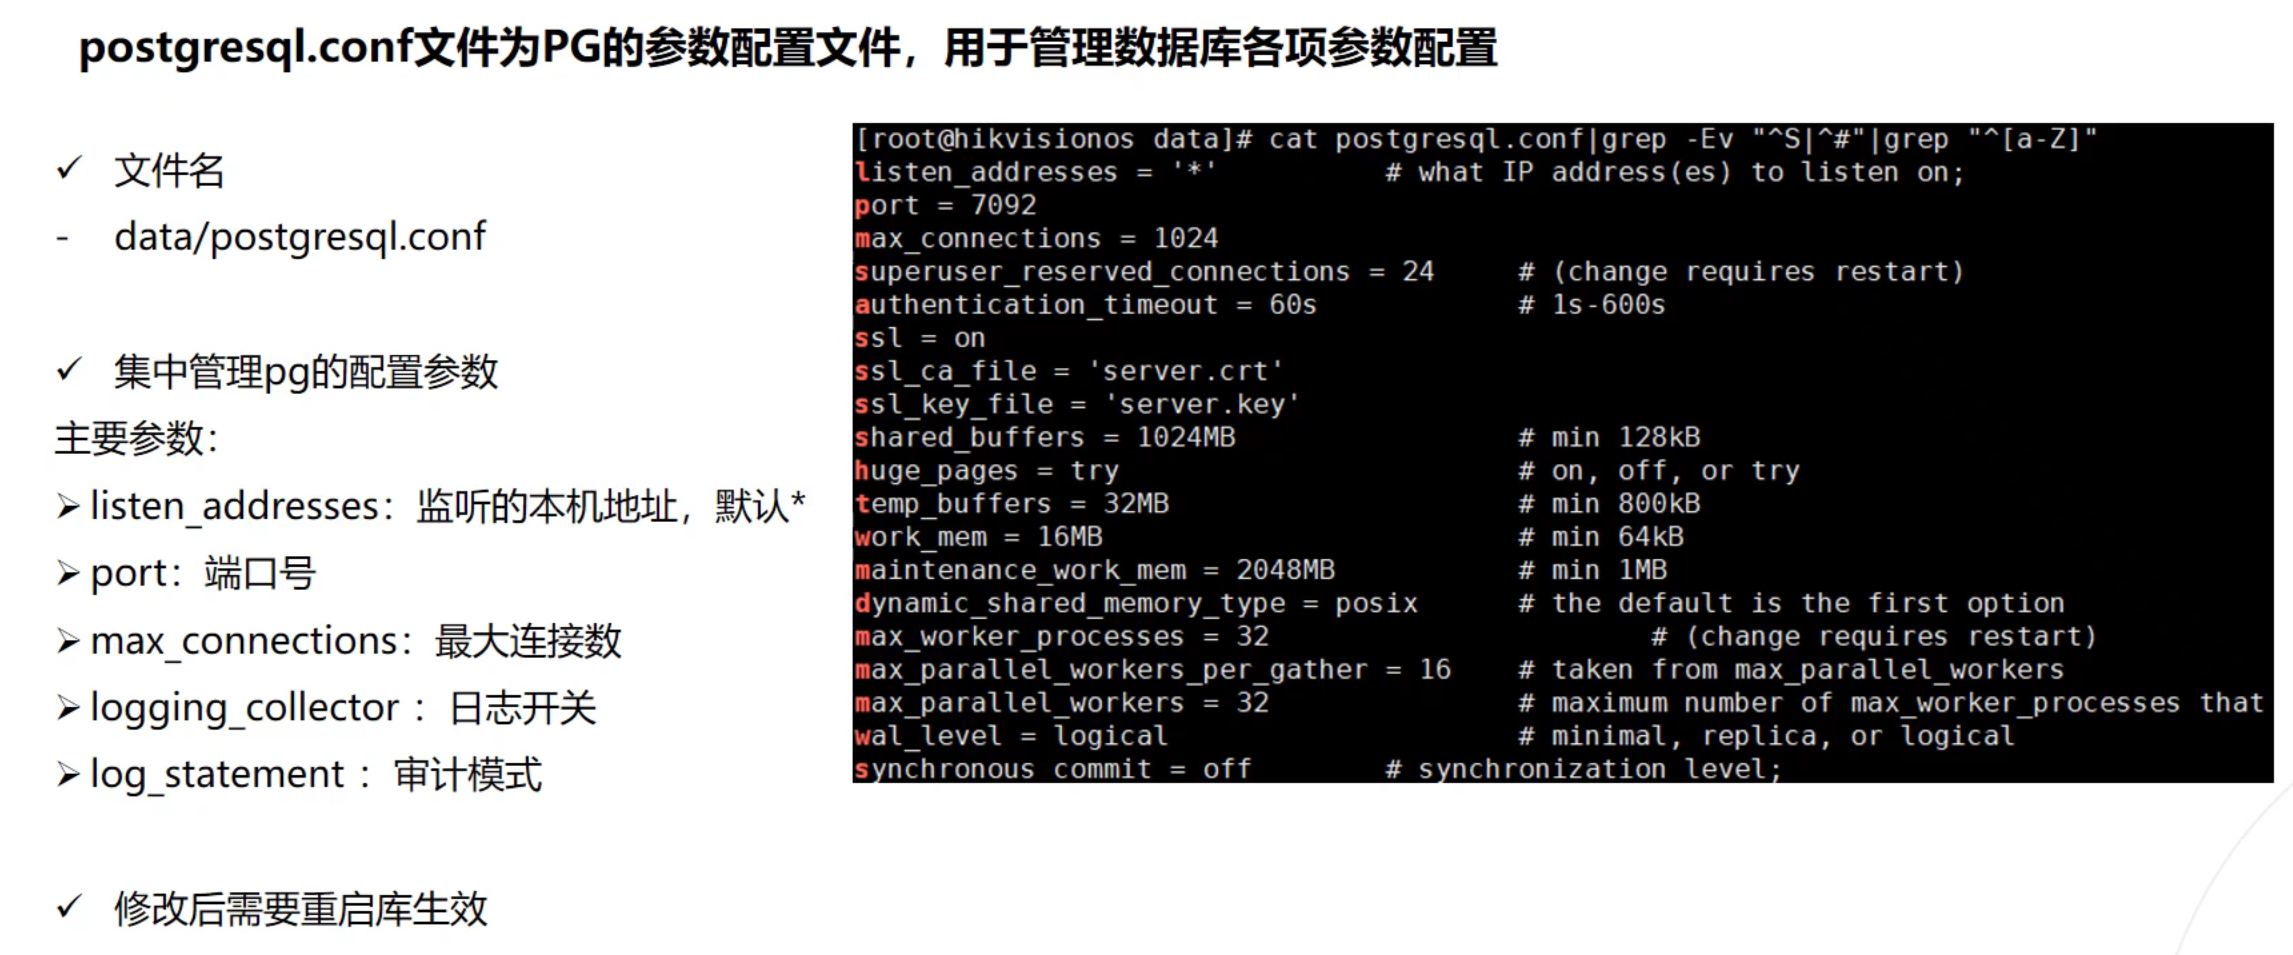 postgresql.conf文件为PG的参数配置文件，用于管理数据库各项参数配置
✓ 文件名
- data/postgresql.conf
✓ 集中管理pg的配置参数
主要参数：
➢ listen_addresses：监听的本机地址，默认*
➢ port：端口号
➢ max_connections：最大连接数
➢ logging_collector ：日志开关
➢ log_statement ：审计模式
✓ 修改后需要重启库生效
[root@hikvisionos data]# cat postgresql.conf|grep -Ev "^S|^#"|grep "^[a-Z]"
listen_addresses = '*' # what IP address(es) to listen on;
port = 7092
max_connections = 1024
superuser_reserved_connections = 24 # (change requires restart)
authentication_timeout = 60s # 1s-600s
ssl = on
ssl_ca_file = 'server.crt'
ssl_key_file = 'server.key'
shared_buffers = 1024MB # min 128kB
huge_pages = try # on, off, or try
temp_buffers = 32MB # min 800kB
work_mem = 16MB # min 64kB
maintenance_work_mem = 2048MB # min 1MB
dynamic_shared_memory_type = posix # the default is the first option
max_worker_processes = 32 # (change requires restart)
max_parallel_workers_per_gather = 16 # taken from max_parallel_workers
max_parallel_workers = 32 # maximum number of max_worker_processes that
wal_level = logical # minimal, replica, or logical
synchronous_commit = off # synchronization level;